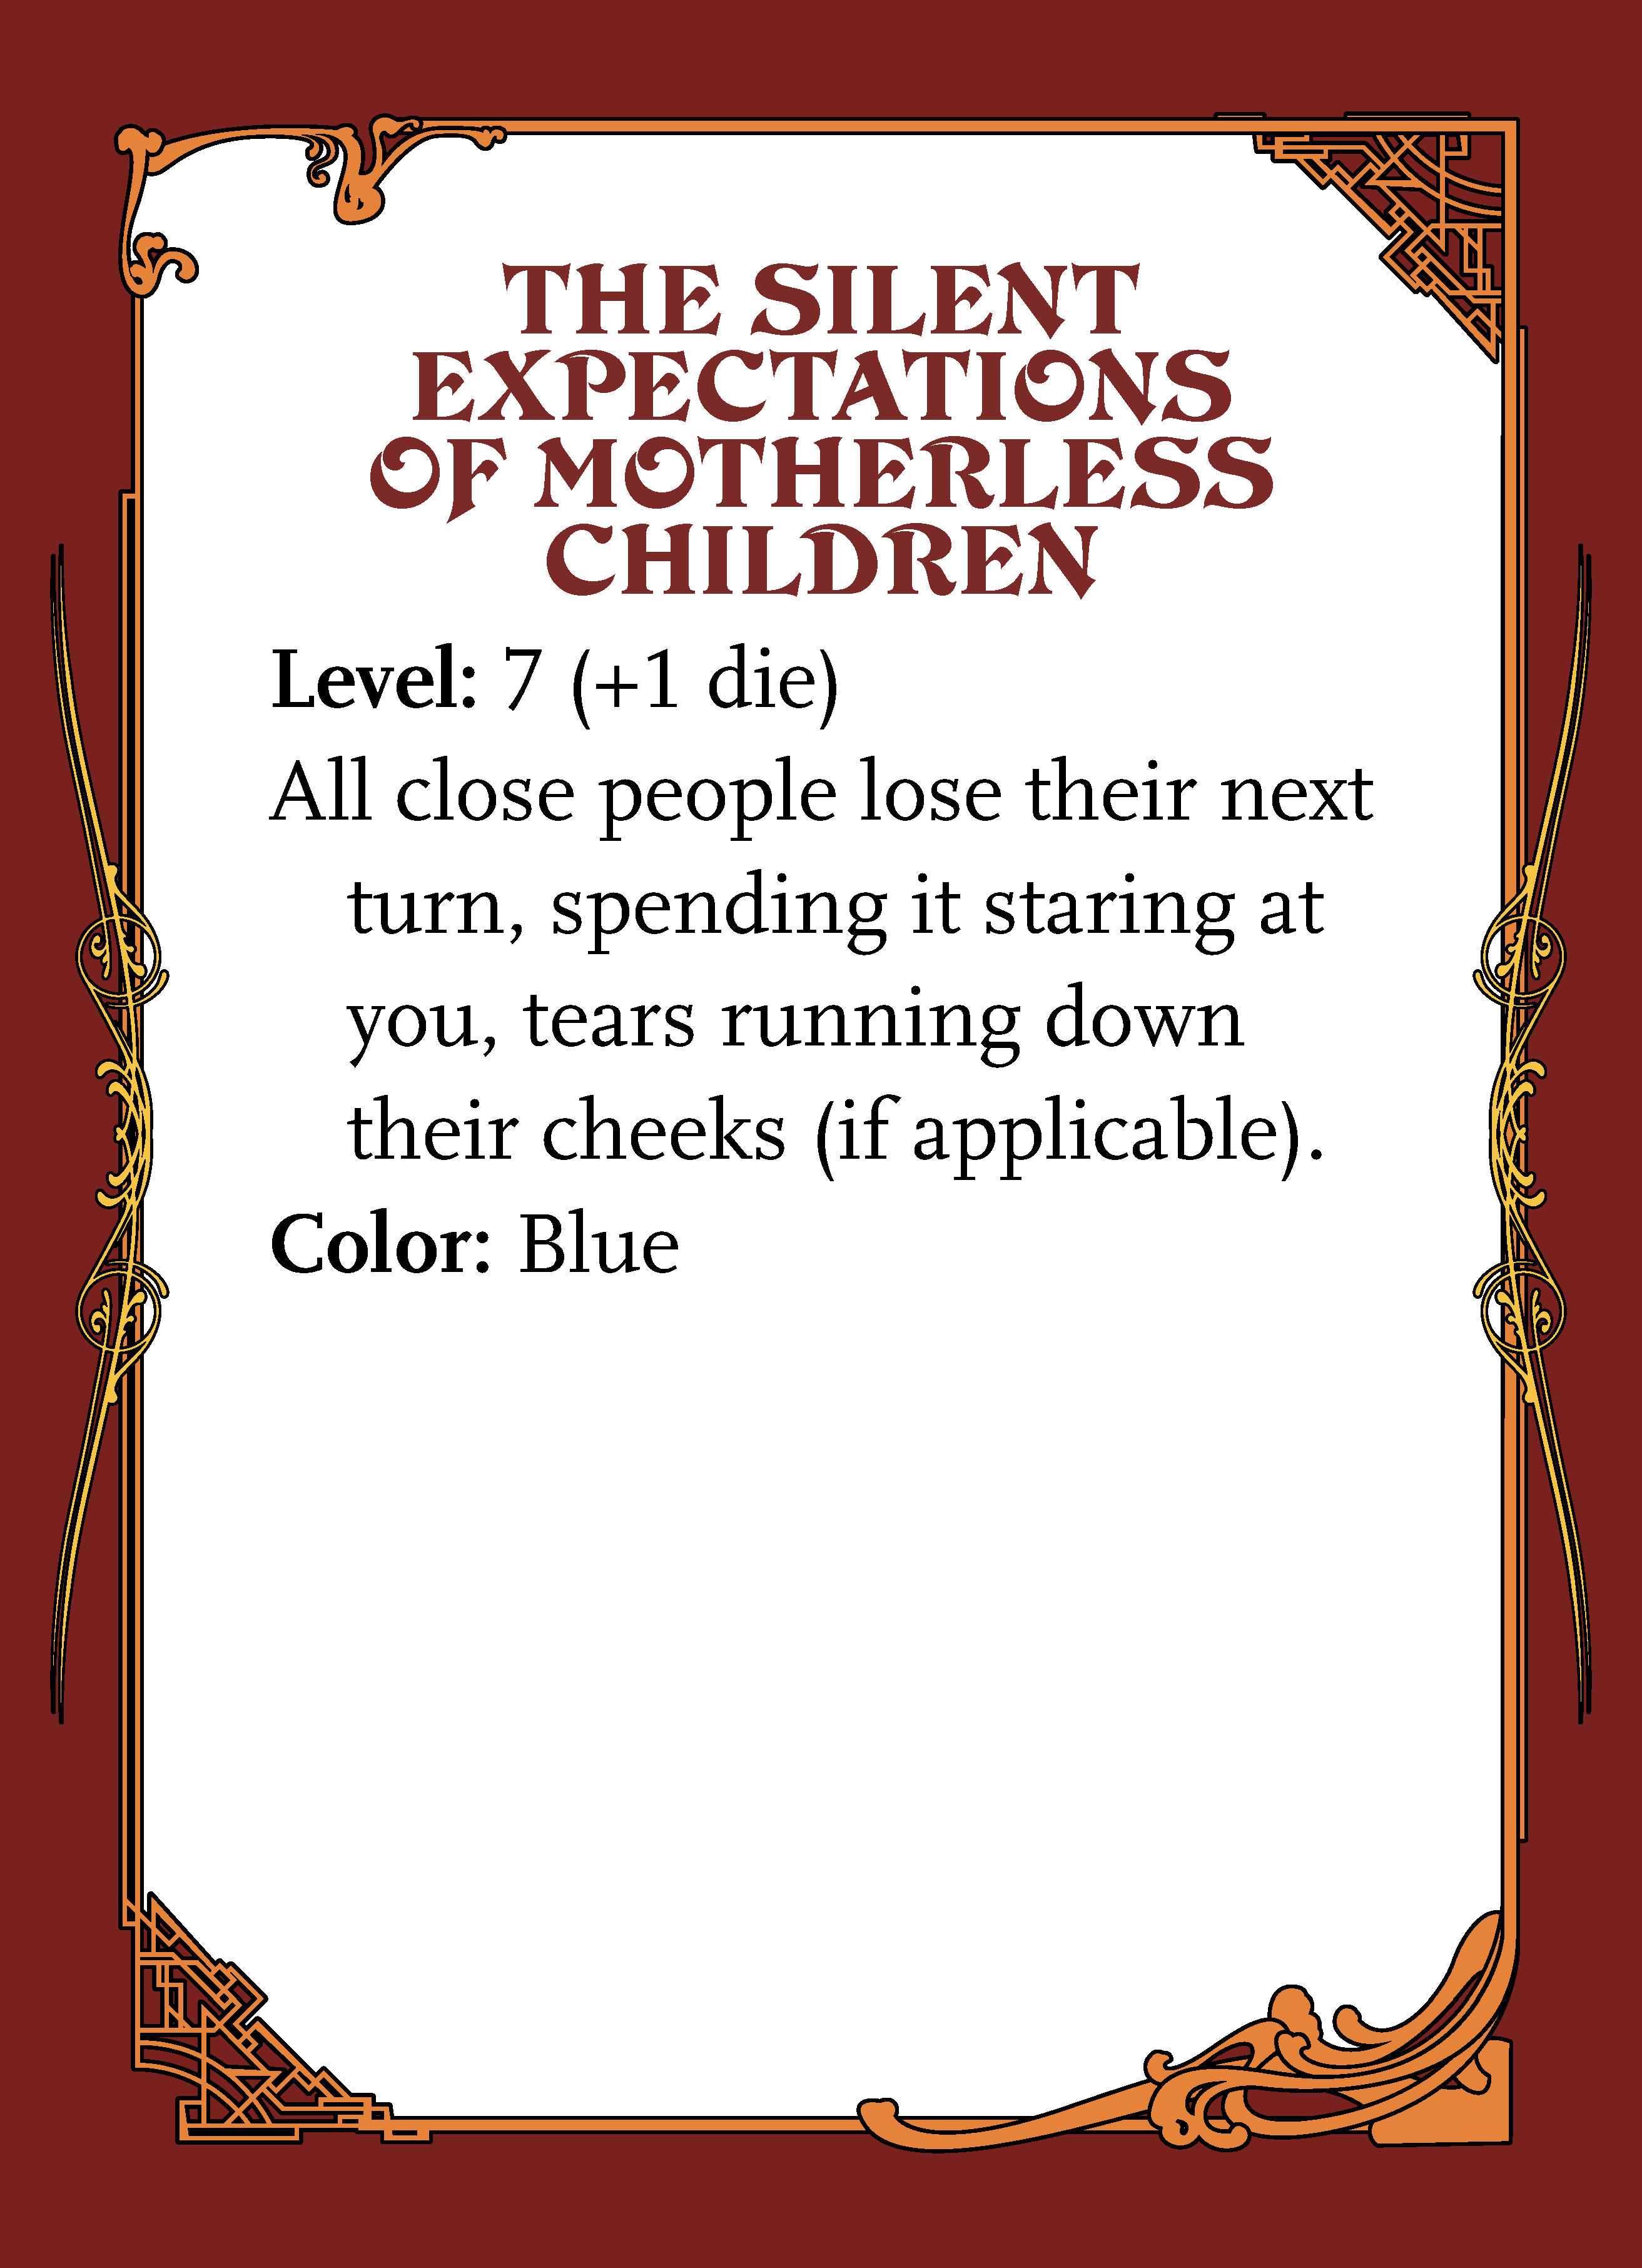 THE SILENT
EXPECTATIONS
OF MOTHERLESS
CHILDREN
Level: 7 (+1 die)
All close people lose their next
turn, spending it staring at
you, tears running down
their cheeks (if applicable).
Color: Blue